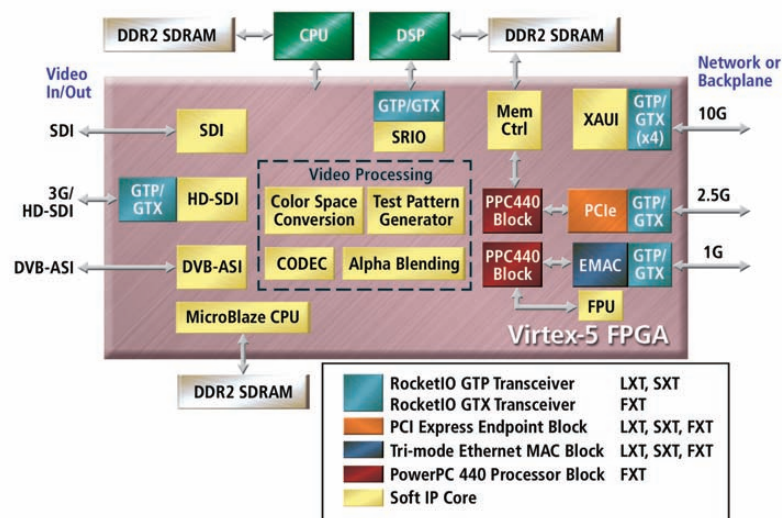 DDR2 SDRAM
CPU
DSP
DDR2 SDRAM
Video
In/Out
Network or
Backplane
SDI
SDI
GTP/GTX
SRIO
Mem
Ctrl
XAUI
GTP/
GTX
(x4)
10G
3G/
HD-SDI
GTP/
GTX
HD-SDI
Video Processing
Color Space
Conversion
Test Pattern
Generator
CODEC
Alpha Blending
PPC440
Block
PCIe
GTP/
GTX
2.5G
DVB-ASI
DVB-ASI
PPC440
Block
EMAC
GTP/
GTX
1G
FPU
MicroBlaze CPU
Virtex-5 FPGA
DDR2 SDRAM
RocketIO GTP Transceiver LXT, SXT
RocketIO GTX Transceiver FXT
PCI Express Endpoint Block LXT, SXT, FXT
Tri-mode Ethernet MAC Block LXT, SXT, FXT
PowerPC 440 Processor Block FXT
Soft IP Core